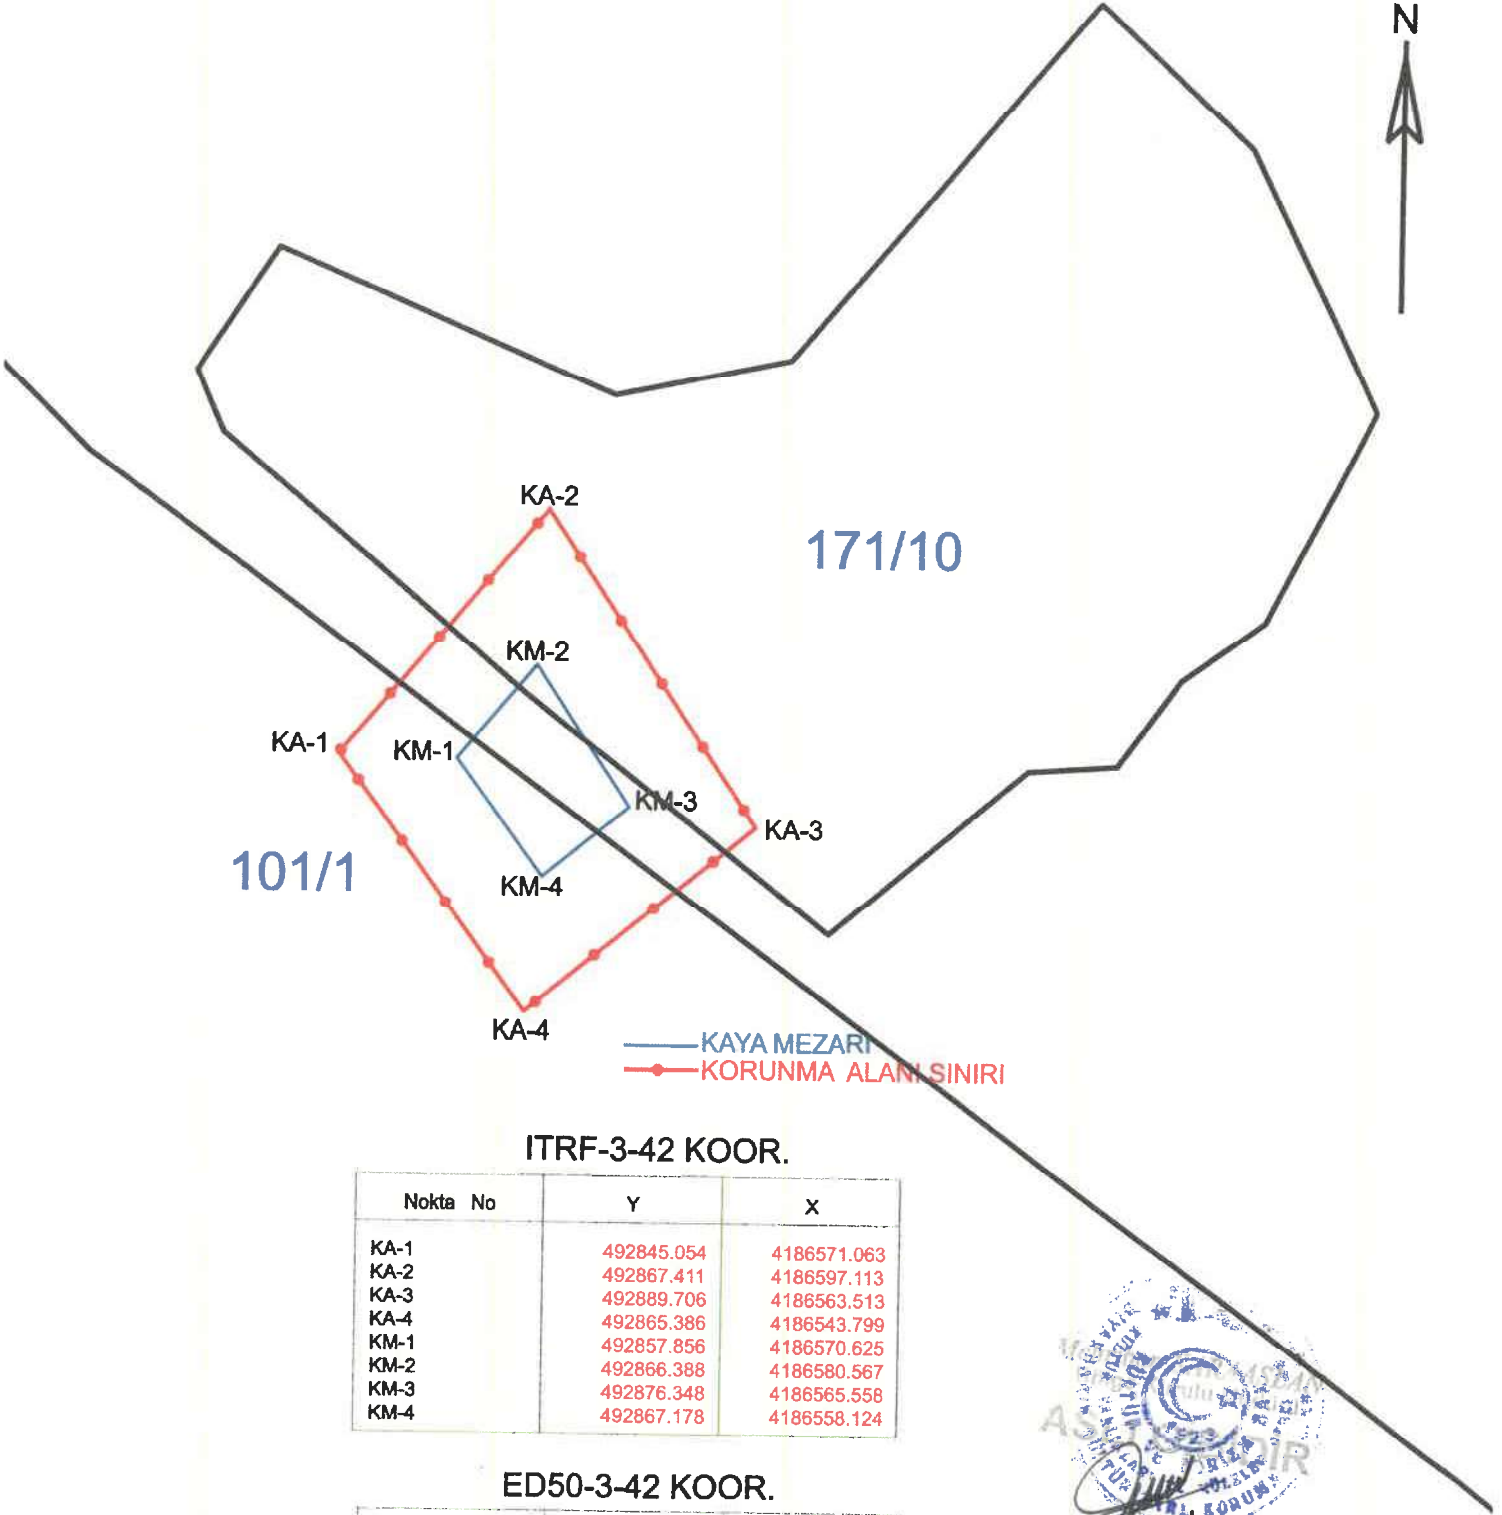 N
KA-2
171/10
KM-2
KA-1
KM-1
KM-3
KA-3
101/1
KM-4
KA-4
KAYA MEZARI
KORUNMA ALANI SINIRI
ITRF-3-42 KOOR.
Nokta No Y X
KA-1 492845.054 4186571.063
KA-2 492867.411 4186597.113
KA-3 492889.706 4186563.513
KA-4 492865.386 4186543.799
KM-1 492857.856 4186570.625
KM-2 492866.388 4186580.567
KM-3 492876.348 4186565.558
KM-4 492867.178 4186558.124
ED50-3-42 KOOR.